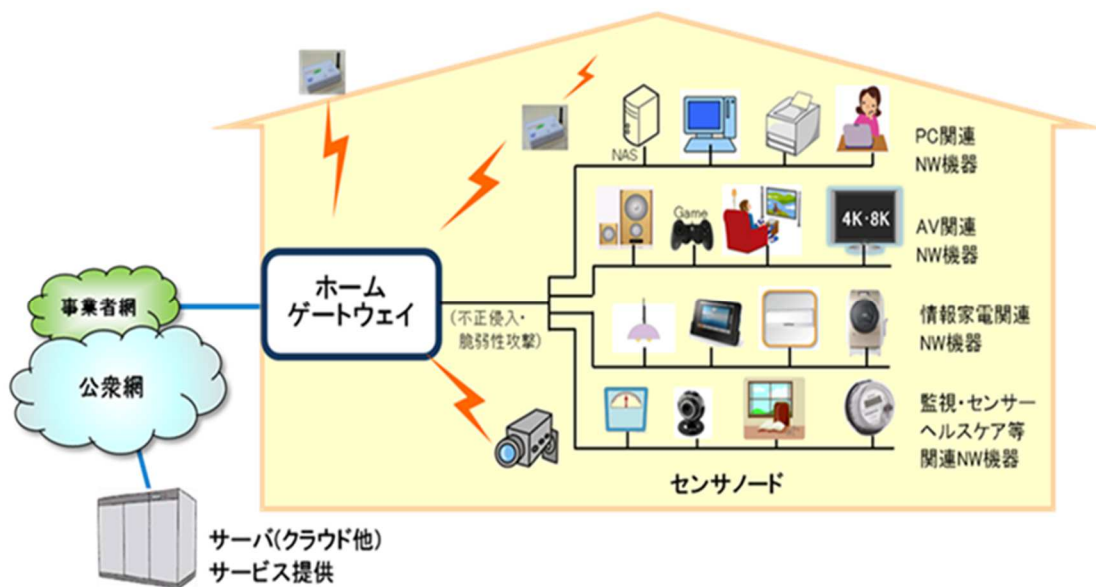 NAS
PC関連
NW機器
Game
4K・8K
AV関連
NW機器
ホーム
ゲートウェイ
(不正侵入・
脆弱性攻撃)
事業者網
公衆網
情報家電関連
NW機器
監視・センサー
ヘルスケア等
関連NW機器
センサノード
サーバ(クラウド他)
サービス提供